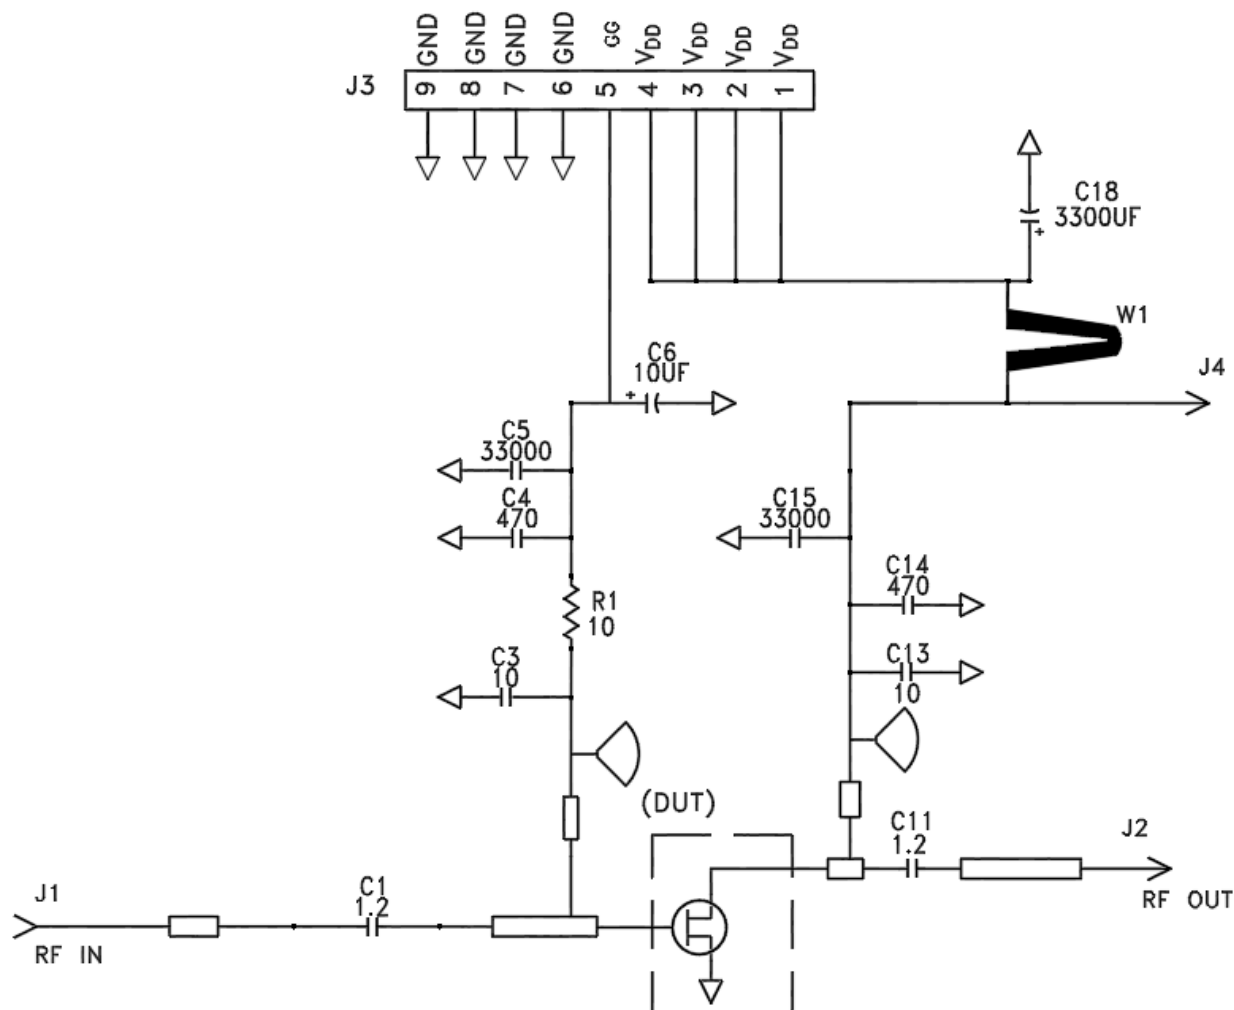 GND GND GND GND GG VDD VDD VDD VDD
J3 9 8 7 6 5 4 3 2 1
C18
3300UF
W1
C6
10UF
J4
C5
33000
C4
470
C15
33000
C14
470
R1
10
C3
10
C13
10
(DUT)
C11
1.2
J2
RF OUT
C1
1.2
J1
RF IN